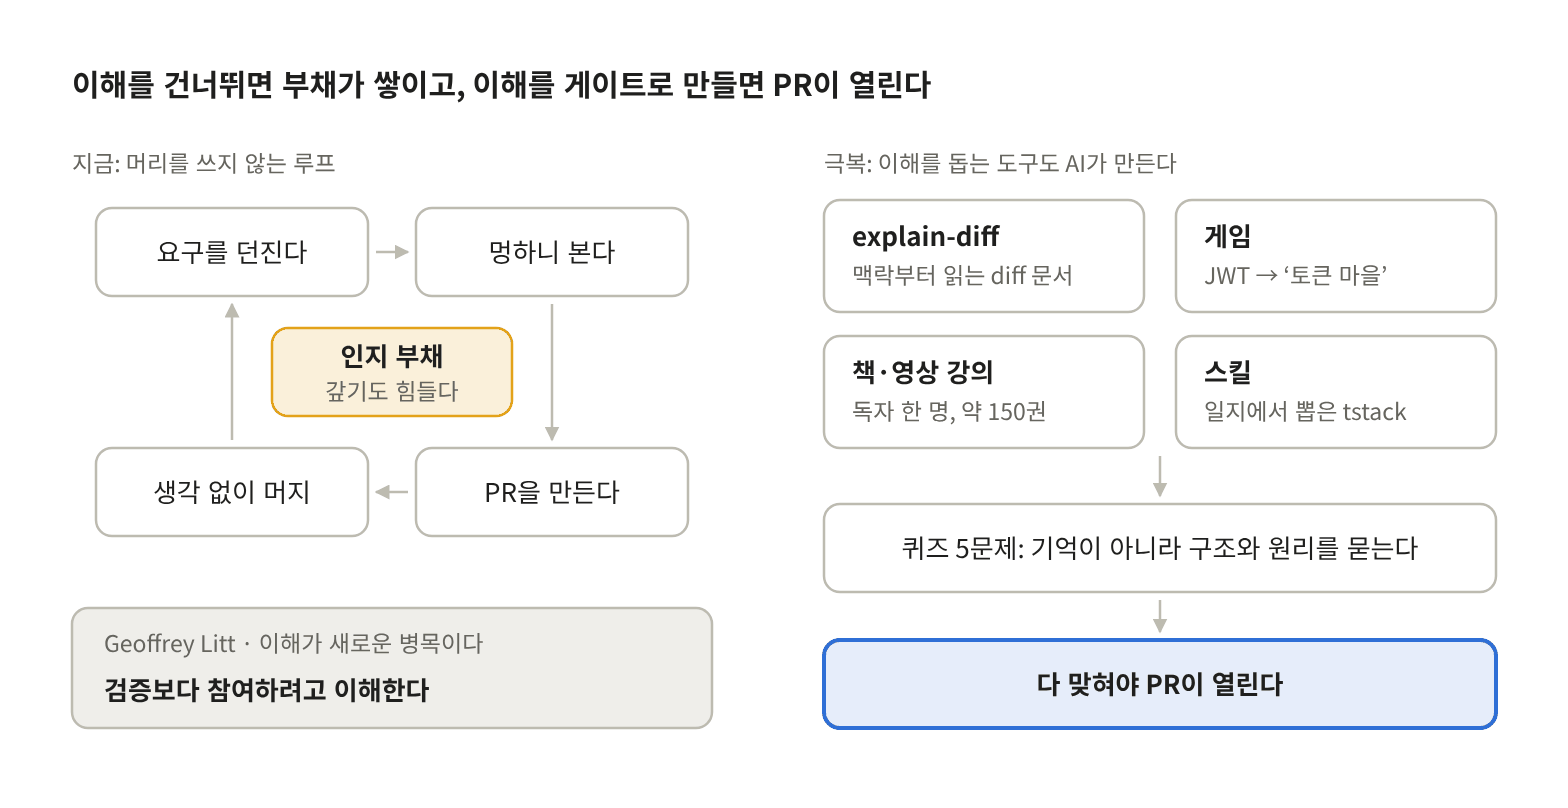 이해를 건너뛰면 부채가 쌓이고, 이해를 게이트로 만들면 PR이 열린다
지금: 머리를 쓰지 않는 루프
요구를 던진다
멍하니 본다
인지 부채
갚기도 힘들다
생각 없이 머지
PR을 만든다
Geoffrey Litt · 이해가 새로운 병목이다
검증보다 참여하려고 이해한다
극복: 이해를 돕는 도구도 AI가 만든다
explain-diff
맥락부터 읽는 diff 문서
게임
JWT → ‘토큰 마을’
책·영상 강의
독자 한 명, 약 150권
스킬
일지에서 뽑은 tstack
퀴즈 5문제: 기억이 아니라 구조와 원리를 묻는다
다 맞혀야 PR이 열린다